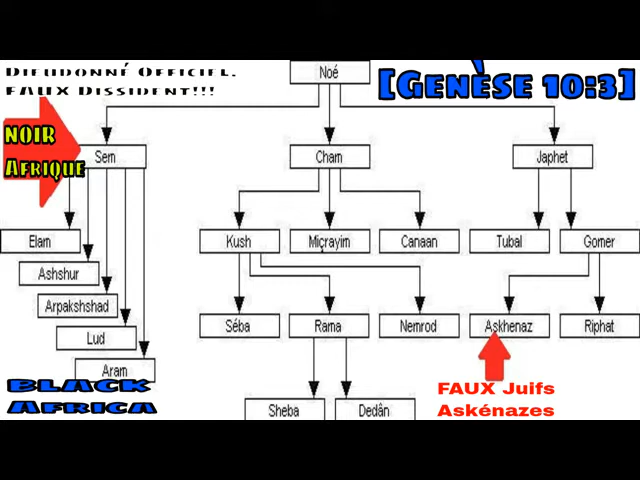 Dieudonné Officiel.
FAUX Dissident!!!
Noé
[Genèse 10:3]
NOIR
Afrique
Sem
Cham
Japhet
Elam
Kush
Miçrayim
Canaan
Tubal
Gomer
Ashshur
Arpakshshad
Lud
Séba
Rama
Nemrod
Askhenaz
Riphat
Aram
BLACK
AFRICA
FAUX Juifs
Askénazes
Sheba
Dedân